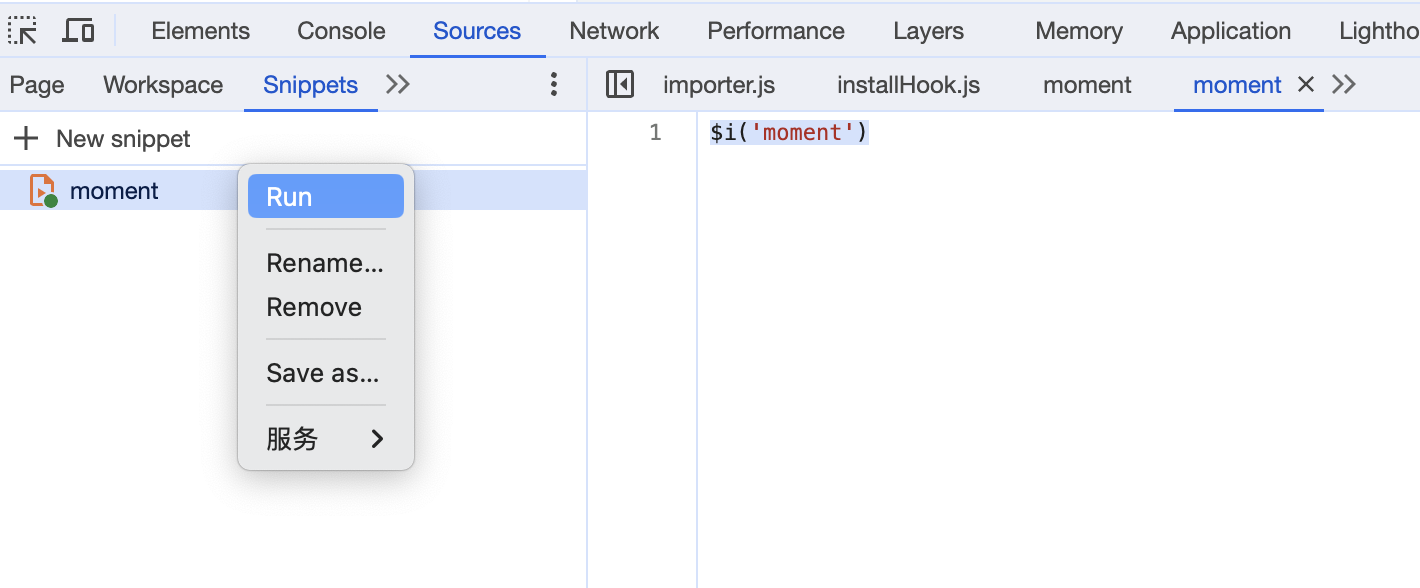 Elements Console Sources Network Performance Layers Memory Application Lightho
Page Workspace Snippets
importer.js installHook.js moment moment
New snippet
moment
Run
Rename...
Remove
Save as...
服务
1 $i('moment')